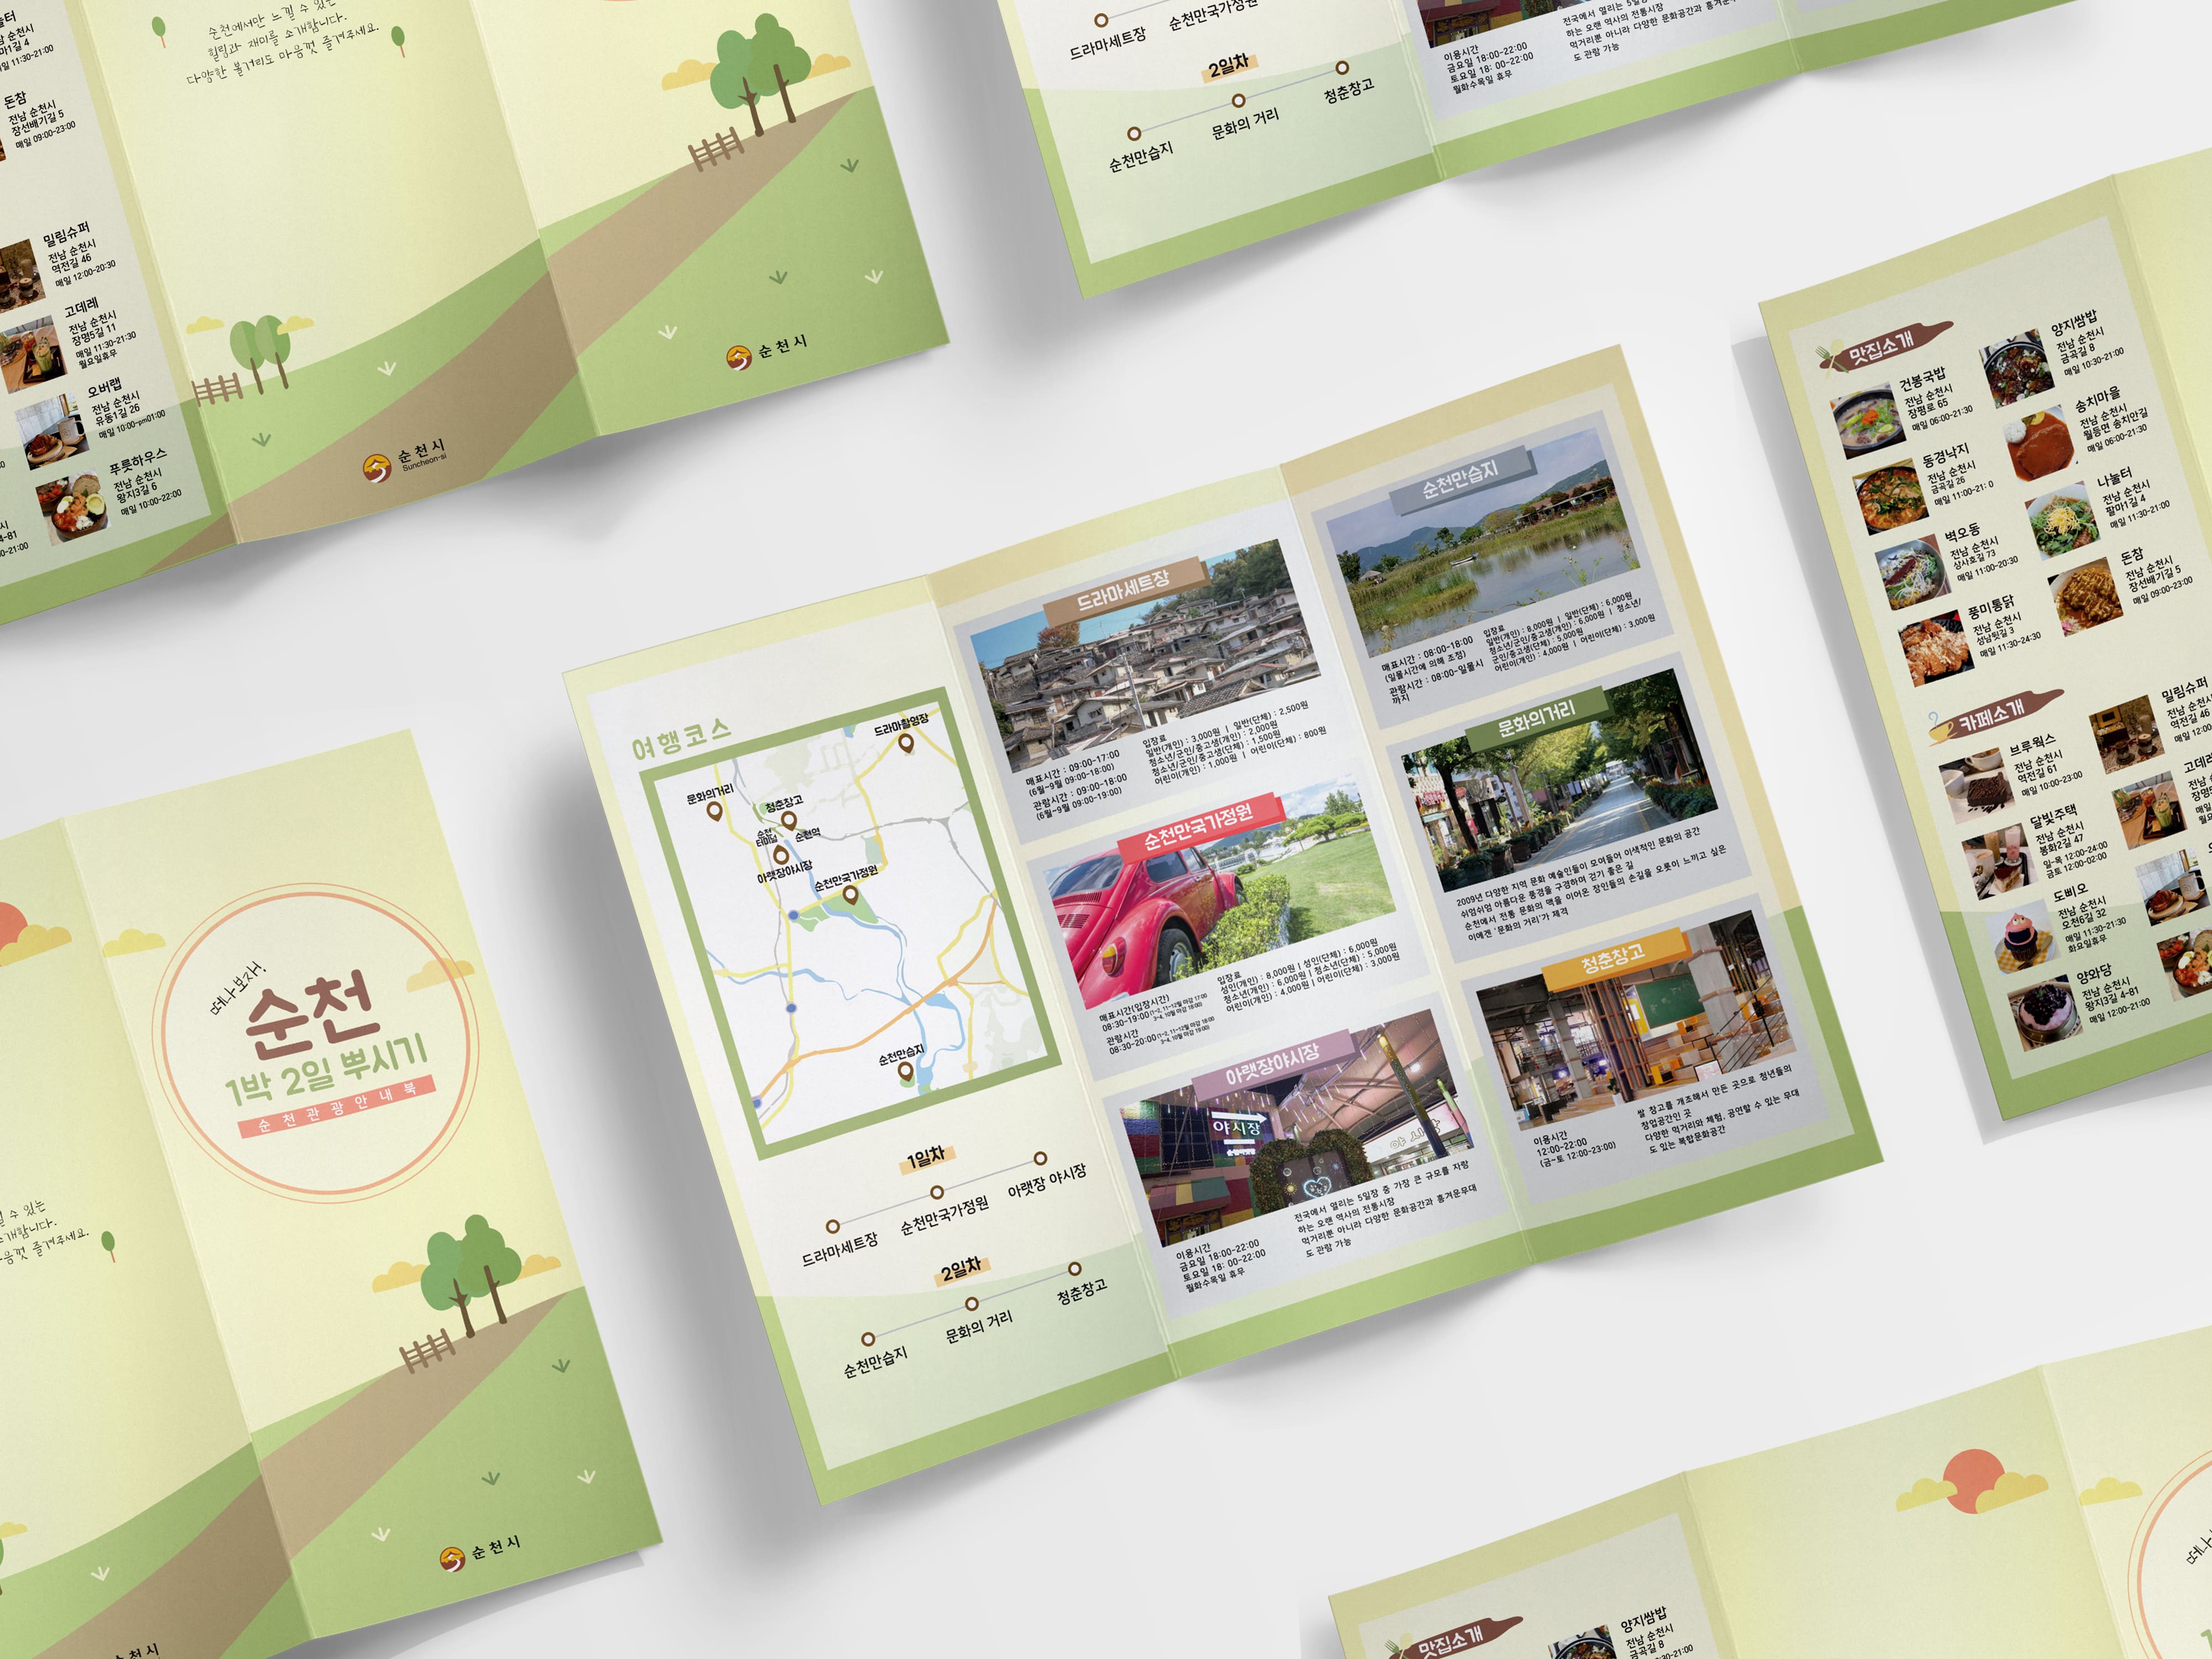 순천에서만 느낄 수 있는
힐링과 재미를 소개합니다.
다양한 볼거리도 마음껏 즐겨주세요.
전남 순천시
팔마1길 4
매일 11:30-21:00
돈참
전남 순천시
장선배기길 5
매일 09:00-23:00
밀림슈퍼
전남 순천시
역전길 46
매일 12:00-20:30
고데레
전남 순천시
장명5길 11
매일 11:30-21:30
월요일휴무
오버랩
전남 순천시
유동1길 26
매일 10:00-pm01:00
푸릇하우스
전남 순천시
왕지3길 6
매일 10:00-22:00
순천시
Suncheon-si
순천시
드라마세트장
순천만국가정원
2일차
순천만습지
문화의 거리
청춘창고
이용시간
금요일 18:00-22:00
토요일 18: 00-22:00
월화수목일 휴무
전국에서 열리는 5일장
하는 오랜 역사의 전통시장
먹거리뿐 아니라 다양한 문화공간과 흥겨운무대
도 관람 가능
맛집소개
건봉국밥
전남 순천시
장평로 65
매일 06:00-21:30
동경낙지
전남 순천시
금곡길 26
매일 11:00-21: 0
벽오동
전남 순천시
상사호길 73
매일 11:00-20:30
풍미통닭
전남 순천시
성남뒷길 3
매일 11:30-24:30
양지쌈밥
전남 순천시
금곡길 8
매일 10:30-21:00
송치마을
전남 순천시
월등면 송치안길
매일 06:00-21:30
나눌터
전남 순천시
팔마1길 4
매일 11:30-21:00
돈참
전남 순천시
장선배기길 5
매일 09:00-23:00
카페소개
브루웍스
전남 순천시
역전길 61
매일 10:00-23:00
달빛주택
전남 순천시
봉화2길 47
일-목 12:00-24:00
금토 12:00-02:00
도삐오
전남 순천시
오천6길 32
매일 11:30-21:30
화요일휴무
양와당
전남 순천시
왕지3길 4-81
매일 12:00-21:00
밀림슈퍼
전남 순천시
역전길 46
여행코스
드라마촬영장
문화의거리
청춘창고
순천
터미널
순천역
아랫장야시장
순천만국가정원
순천만습지
1일차
드라마세트장
순천만국가정원
아랫장 야시장
2일차
순천만습지
문화의 거리
청춘창고
드라마세트장
매표시간 : 09:00-17:00
(6월~9월 09:00-18:00)
관람시간 : 09:00-18:00
(6월~9월 09:00-19:00)
입장료
일반(개인) : 3,000원 | 일반(단체) : 2,500원
청소년/군인/중고생(개인) : 2,000원
청소년/군인/중고생(단체) : 1,500원
어린이(개인) : 1,000원 | 어린이(단체) : 800원
순천만국가정원
매표시간(입장시간)
08:30-19:00
관람시간
08:30-20:00
입장료
성인(개인) : 8,000원 | 성인(단체) : 6,000원
청소년(개인) : 6,000원 | 청소년(단체) : 5,000원
어린이(개인) : 4,000원 | 어린이(단체) : 3,000원
아랫장야시장
야시장
이용시간
금요일 18:00-22:00
토요일 18: 00-22:00
월화수목일 휴무
전국에서 열리는 5일장 중 가장 큰 규모를 자랑
하는 오랜 역사의 전통시장
먹거리뿐 아니라 다양한 문화공간과 흥겨운무대
도 관람 가능
순천만습지
매표시간 : 08:00-18:00
(일몰시간에 의해 조정)
관람시간 : 08:00-일몰시
까지
입장료
일반(개인) : 8,000원 | 일반(단체) : 6,000원
청소년/군인/중고생(개인) : 6,000원 | 청소년/
군인/중고생(단체) : 5,000원
어린이(개인) : 4,000원 | 어린이(단체) : 3,000원
문화의거리
2009년 다양한 지역 문화 예술인들이 모여들어 이색적인 문화의 공간
쉬엄쉬엄 아름다운 풍경을 구경하며 걷기 좋은 길
순천에서 전통 문화의 맥을 이어온 장인들의 손길을 오롯이 느끼고 싶은
이에겐 '문화의 거리'가 제격
청춘창고
이용시간
12:00-22:00
(금~토 12:00-23:00)
쌀 창고를 개조해서 만든 곳으로 청년들의
창업공간인 곳
다양한 먹거리와 체험, 공연할 수 있는 무대
도 있는 복합문화공간
떠나보자!
순천
1박 2일 뿌시기
순천관광안내북
즐겨주세요.
순천시
맛집소개
양지쌈밥
전남 순천시
금곡길 8